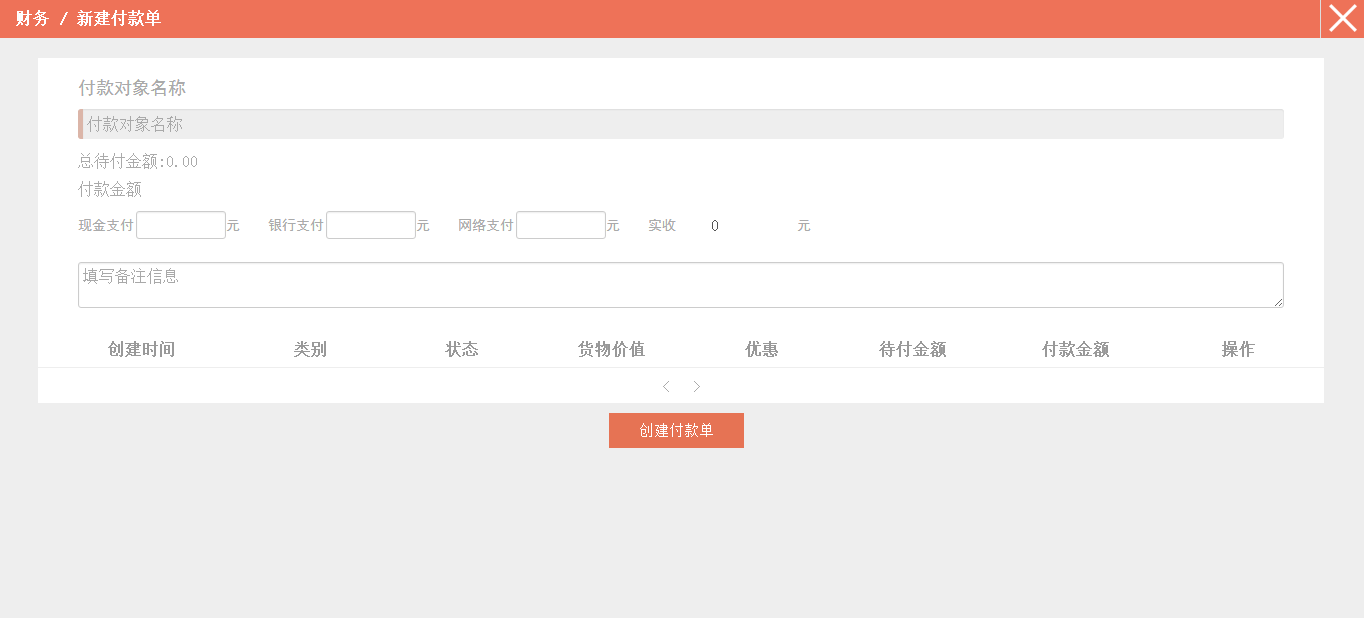 财务 / 新建付款单
付款对象名称
付款对象名称
总待付金额:0.00
付款金额
现金支付 元 银行支付 元 网络支付 元 实收 0 元
填写备注信息
创建时间 类别 状态 货物价值 优惠 待付金额 付款金额 操作
创建付款单